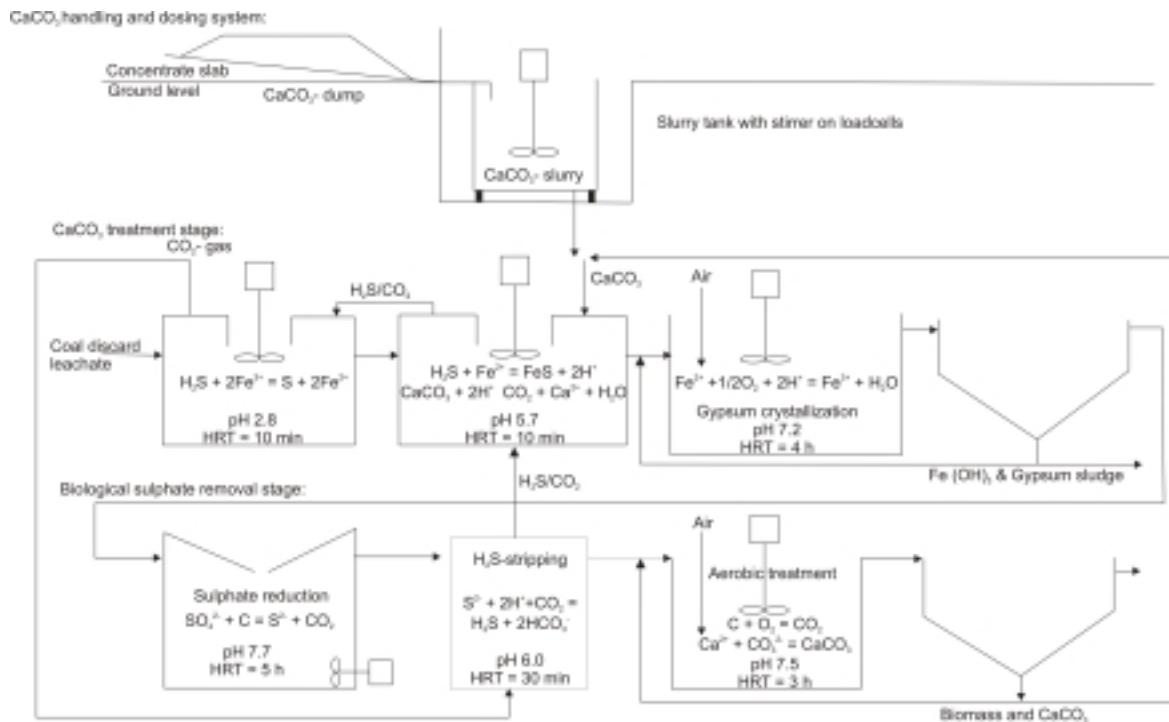 CaCO₃ handling and dosing system:
Concentrate slab
Ground level
CaCO₃- dump
Slurry tank with stirrer on loadcells
CaCO₃- slurry
CaCO₃ treatment stage:
CO₂- gas
H₂S/CO₂
CaCO₃
Air
Coal discard
leachate
H₂S + 2Fe³⁺ = S + 2Fe²⁺
pH 2.8
HRT = 10 min
H₂S + Fe²⁺ = FeS + 2H⁺
CaCO₃ + 2H⁺ CO₂ + Ca²⁺ + H₂O
pH 5.7
HRT = 10 min
Fe²⁺ +1/2O₂ + 2H⁺ = Fe³⁺ + H₂O
Gypsum crystallization
pH 7.2
HRT = 4 h
Fe (OH)₃ & Gypsum sludge
H₂S/CO₂
Biological sulphate removal stage:
Sulphate reduction
SO₄²⁻ + C = S²⁻ + CO₂
pH 7.7
HRT = 5 h
H₂S-stripping
S²⁻ + 2H⁺+CO₂ =
H₂S + 2HCO₃⁻
pH 6.0
HRT = 30 min
Air
Aerobic treatment
C + O₂ = CO₂
Ca²⁺ + CO₃²⁻ = CaCO₃
pH 7.5
HRT = 3 h
Biomass and CaCO₃